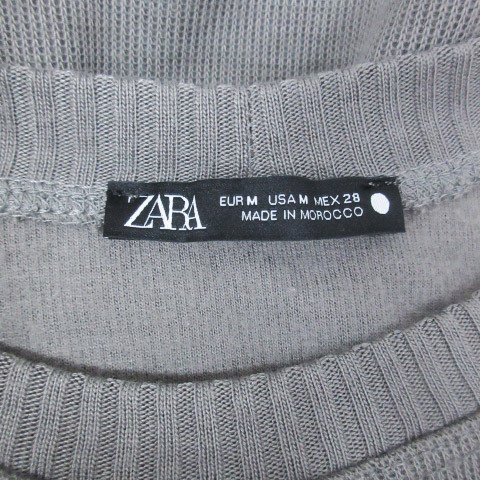 ZARA
EUR M USA M MEX 28
MADE IN MOROCCO